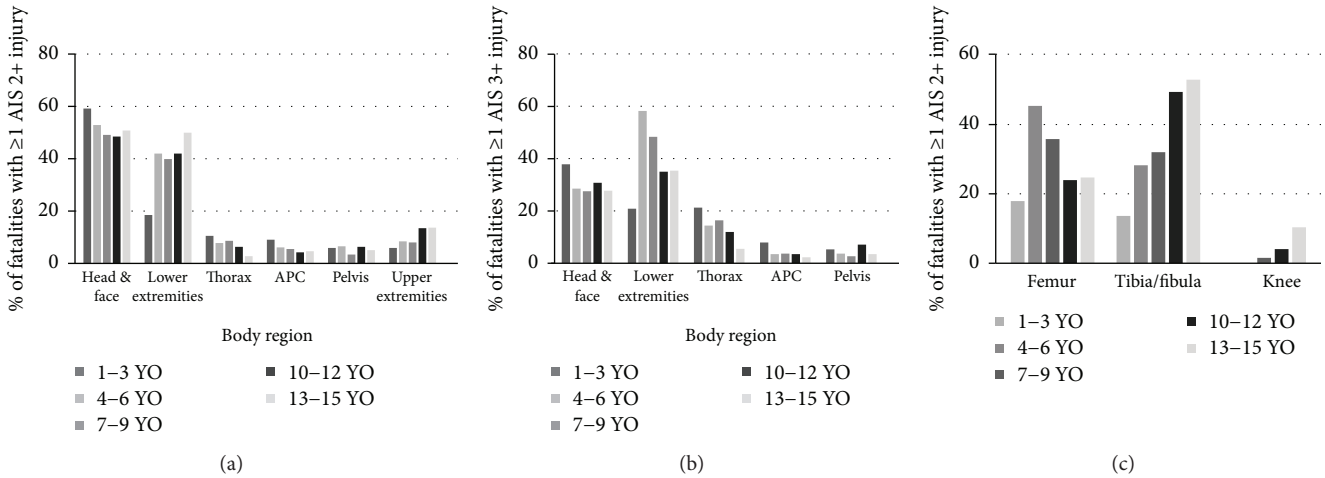 % of fatalities with ≥1 AIS 2+ injury
80
60
40
20
0
Head &
face
Lower
extremities
Thorax
APC
Pelvis
Upper
extremities
Body region
1–3 YO
4–6 YO
7–9 YO
10–12 YO
13–15 YO
(a)
% of fatalities with ≥1 AIS 3+ injury
80
60
40
20
0
Head &
face
Lower
extremities
Thorax
APC
Pelvis
Body region
1–3 YO
4–6 YO
7–9 YO
10–12 YO
13–15 YO
(b)
% of fatalities with ≥1 AIS 2+ injury
60
40
20
0
Femur
Tibia/fibula
Knee
1–3 YO
4–6 YO
7–9 YO
10–12 YO
13–15 YO
(c)